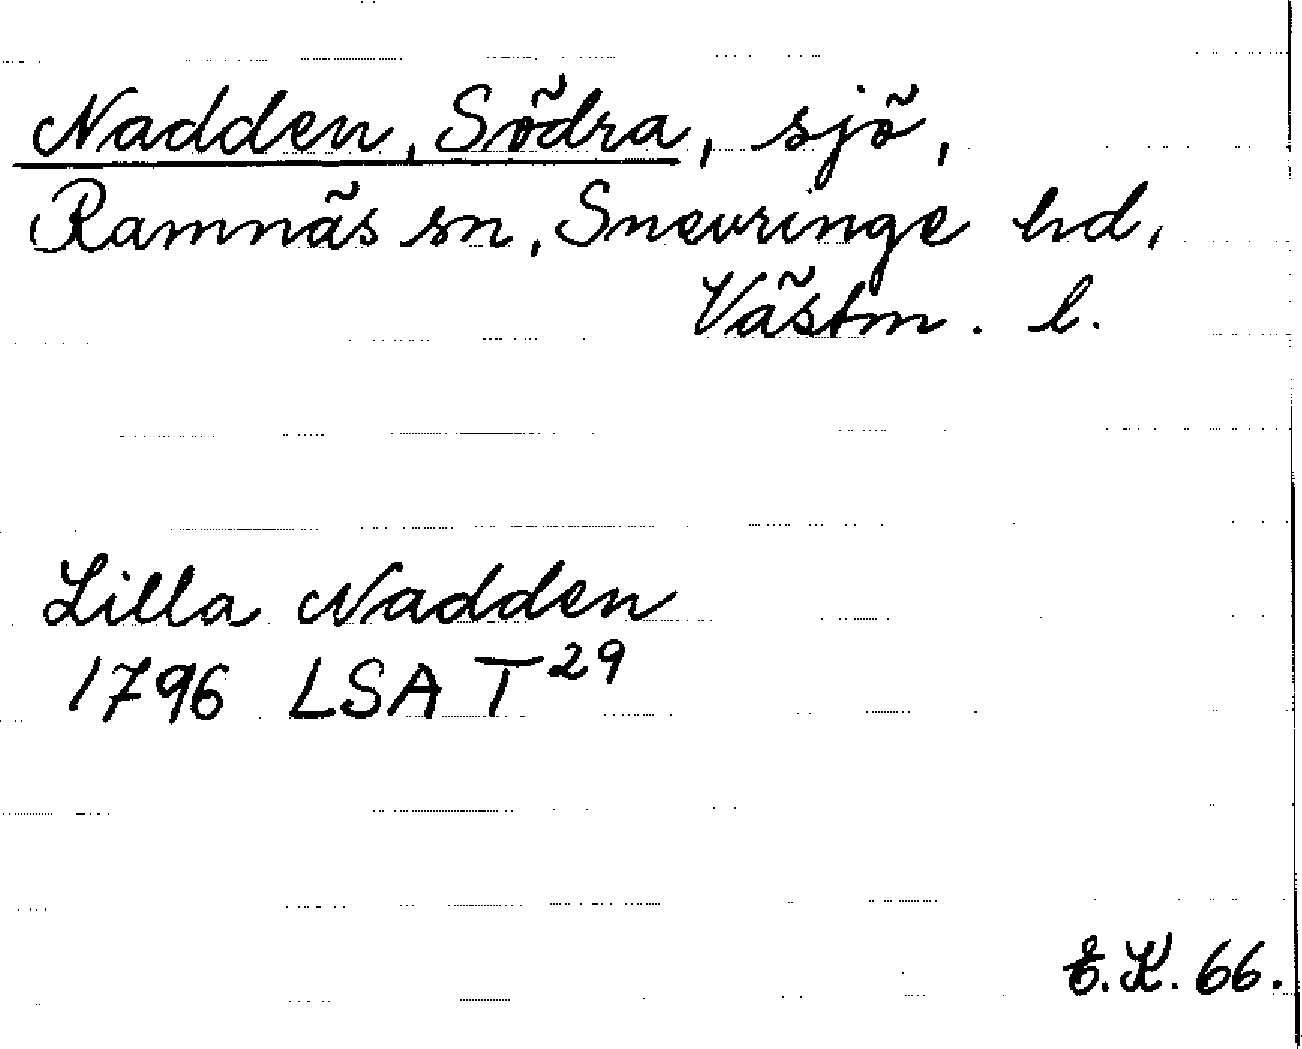 Nadden, Södra, sjö,
Ramnäs sn, Snevringe hd,
Västm. l.
Lilla Nadden
1796 LSA T²⁹
E.K. 66.